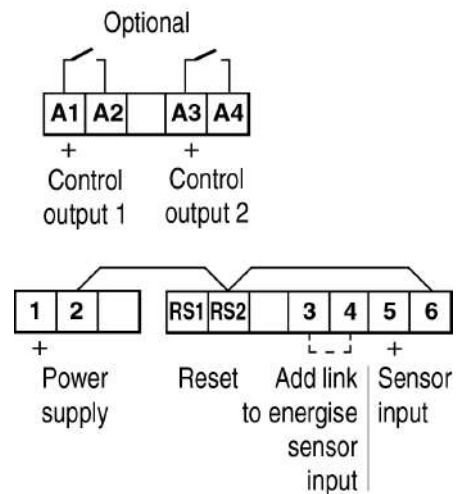 Optional
A1 A2 A3 A4
+ +
Control Control
output 1 output 2
1 2 RS1 RS2 3 4 5 6
+ +
Power Reset Add link Sensor
supply to energise input
sensor
input